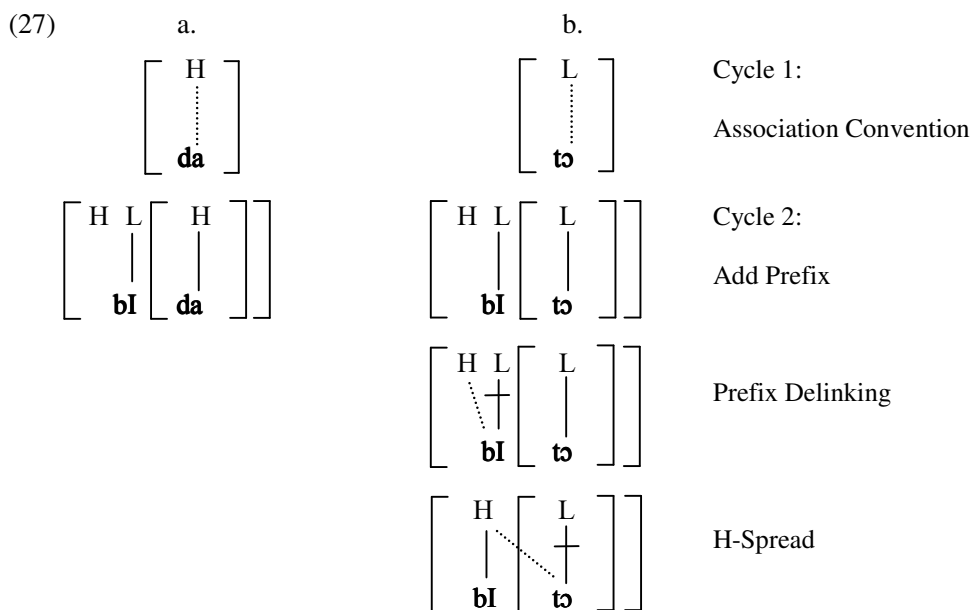 (27) a. b.
H L Cycle 1:
Association Convention
da tɔ
H L H H L L Cycle 2:
Add Prefix
bI da bI tɔ
H L L
Prefix Delinking
bI tɔ
H L
H-Spread
bI tɔ